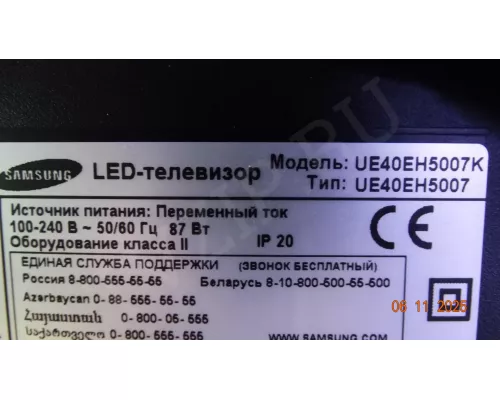 SAMSUNG LED-телевизор Модель: UE40EH5007K
Тип: UE40EH5007
Источник питания: Переменный ток
100-240 В ~ 50/60 Гц 87 Вт
Оборудование класса II IP 20
ЕДИНАЯ СЛУЖБА ПОДДЕРЖКИ (ЗВОНОК БЕСПЛАТНЫЙ)
Россия 8-800-555-55-55 Беларусь 8-10-800-500-55-500
Azərbaycan 0-88-555-55-55
Հայաստան 0-800-05-555
საქართველო 0-800-555-555 WWW.SAMSUNG.COM
06 11 2025